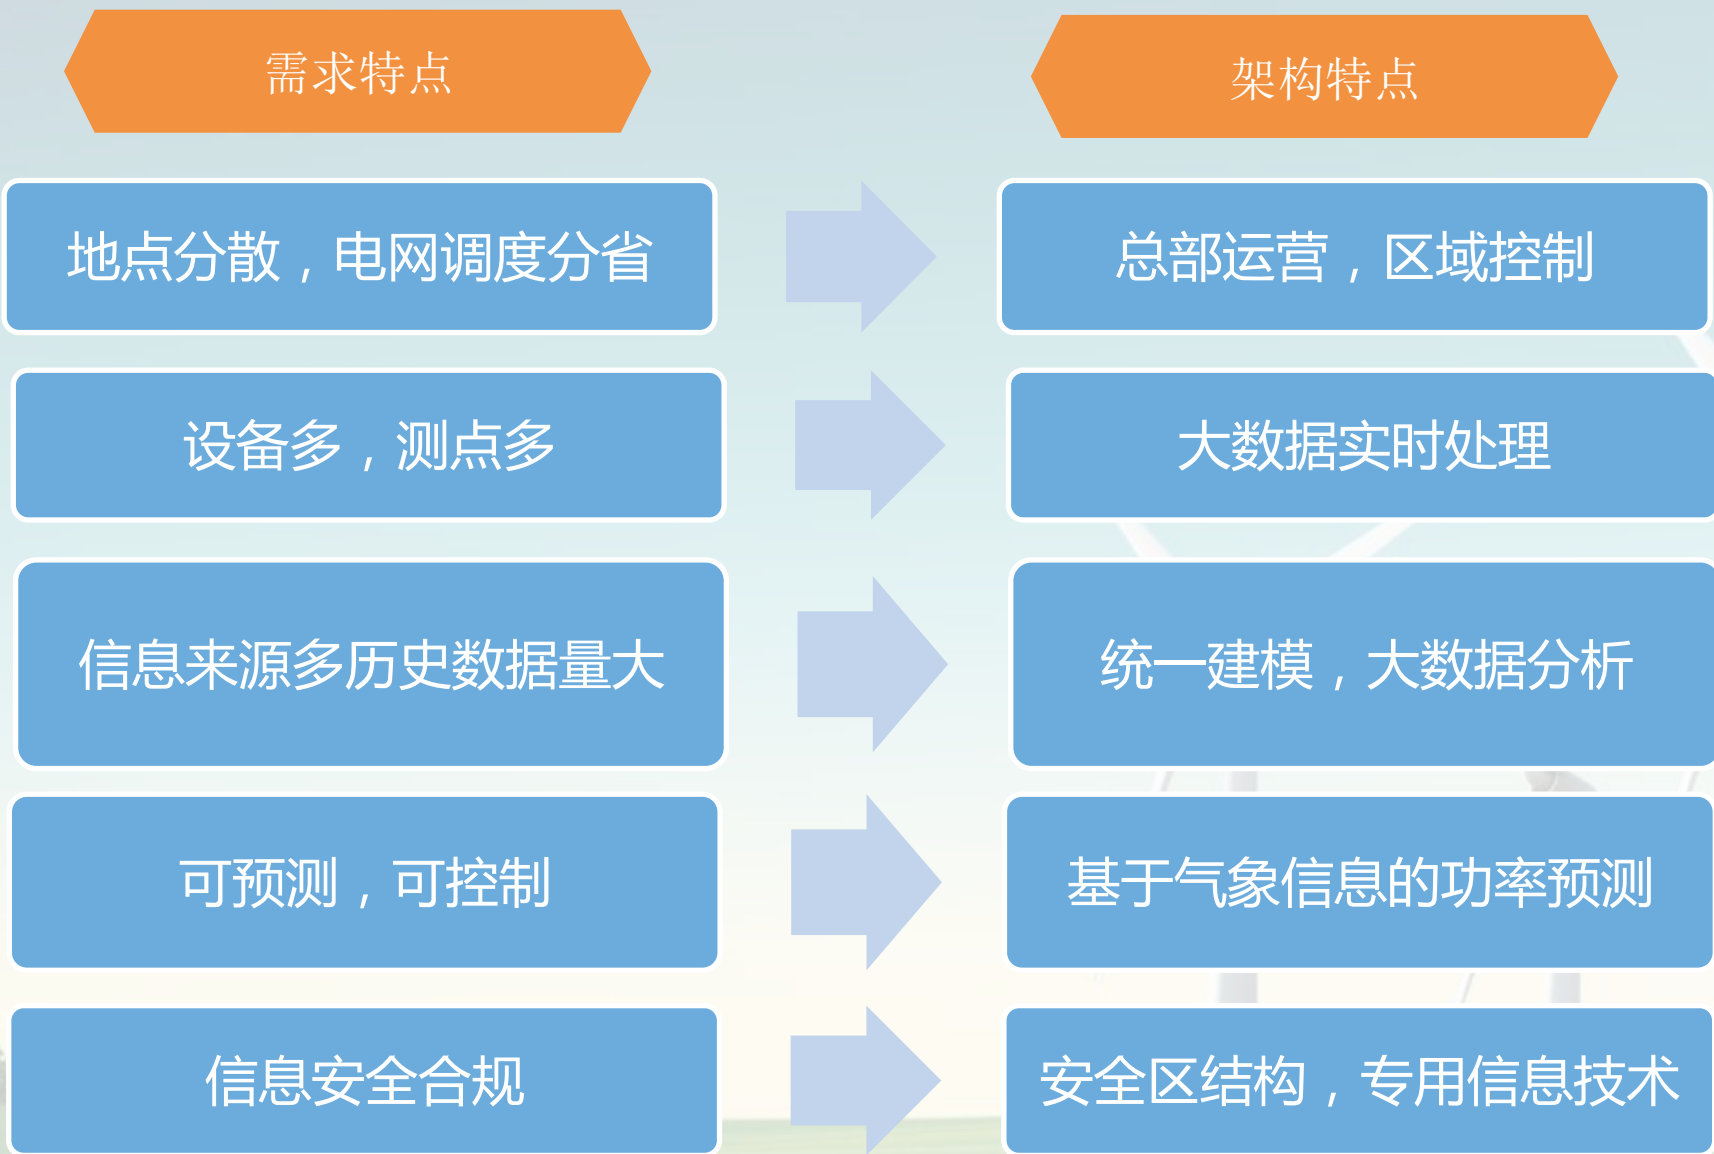 需求特点
架构特点
地点分散，电网调度分省
总部运营，区域控制
设备多，测点多
大数据实时处理
信息来源多历史数据量大
统一建模，大数据分析
可预测，可控制
基于气象信息的功率预测
信息安全合规
安全区结构，专用信息技术